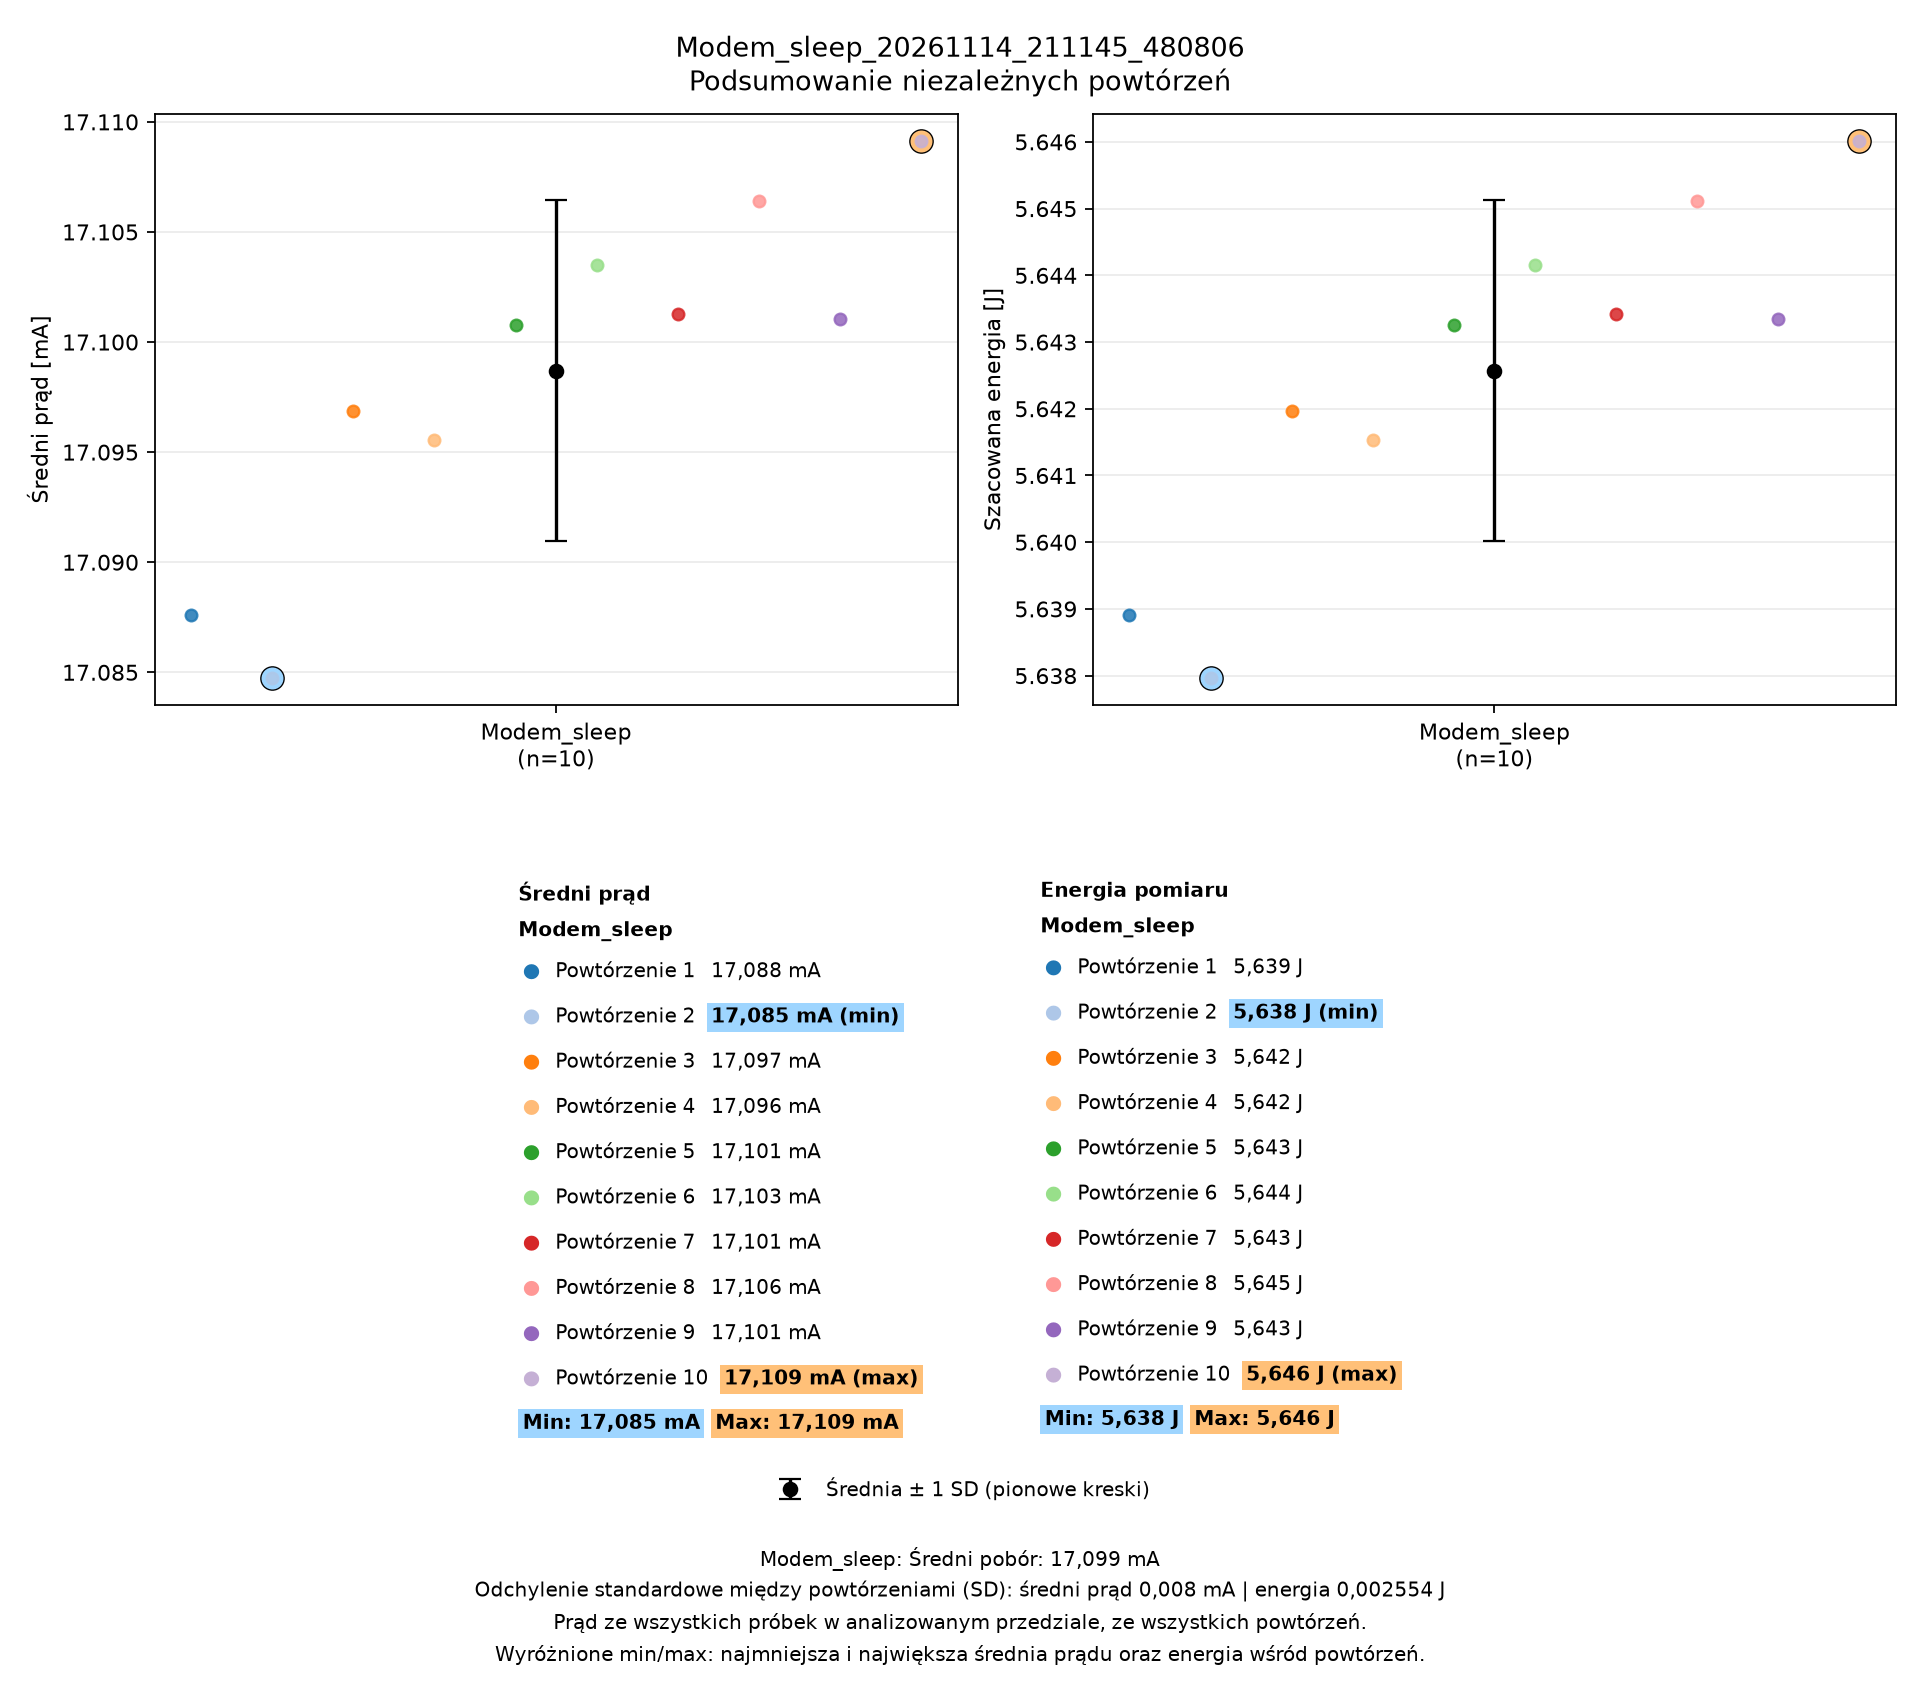 Modem_sleep_20261114_211145_480806
Podsumowanie niezależnych powtórzeń
Średni prąd [mA]
17.110
17.105
17.100
17.095
17.090
17.085
Modem_sleep
(n=10)
Szacowana energia [J]
5.646
5.645
5.644
5.643
5.642
5.641
5.640
5.639
5.638
Modem_sleep
(n=10)
Średni prąd
Modem_sleep
Powtórzenie 1 17,088 mA
Powtórzenie 2 17,085 mA (min)
Powtórzenie 3 17,097 mA
Powtórzenie 4 17,096 mA
Powtórzenie 5 17,101 mA
Powtórzenie 6 17,103 mA
Powtórzenie 7 17,101 mA
Powtórzenie 8 17,106 mA
Powtórzenie 9 17,101 mA
Powtórzenie 10 17,109 mA (max)
Min: 17,085 mA Max: 17,109 mA
Energia pomiaru
Modem_sleep
Powtórzenie 1 5,639 J
Powtórzenie 2 5,638 J (min)
Powtórzenie 3 5,642 J
Powtórzenie 4 5,642 J
Powtórzenie 5 5,643 J
Powtórzenie 6 5,644 J
Powtórzenie 7 5,643 J
Powtórzenie 8 5,645 J
Powtórzenie 9 5,643 J
Powtórzenie 10 5,646 J (max)
Min: 5,638 J Max: 5,646 J
Średnia ± 1 SD (pionowe kreski)
Modem_sleep: Średni pobór: 17,099 mA
Odchylenie standardowe między powtórzeniami (SD): średni prąd 0,008 mA | energia 0,002554 J
Prąd ze wszystkich próbek w analizowanym przedziale, ze wszystkich powtórzeń.
Wyróżnione min/max: najmniejsza i największa średnia prądu oraz energia wśród powtórzeń.